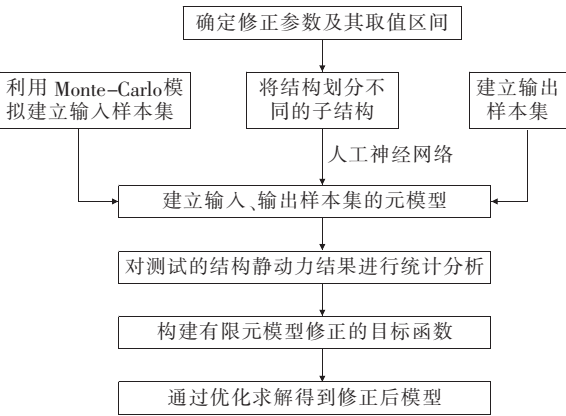 确定修正参数及其取值区间
利用 Monte-Carlo模
拟建立输入样本集
将结构划分不
同的子结构
建立输出
样本集
人工神经网络
建立输入、输出样本集的元模型
对测试的结构静动力结果进行统计分析
构建有限元模型修正的目标函数
通过优化求解得到修正后模型